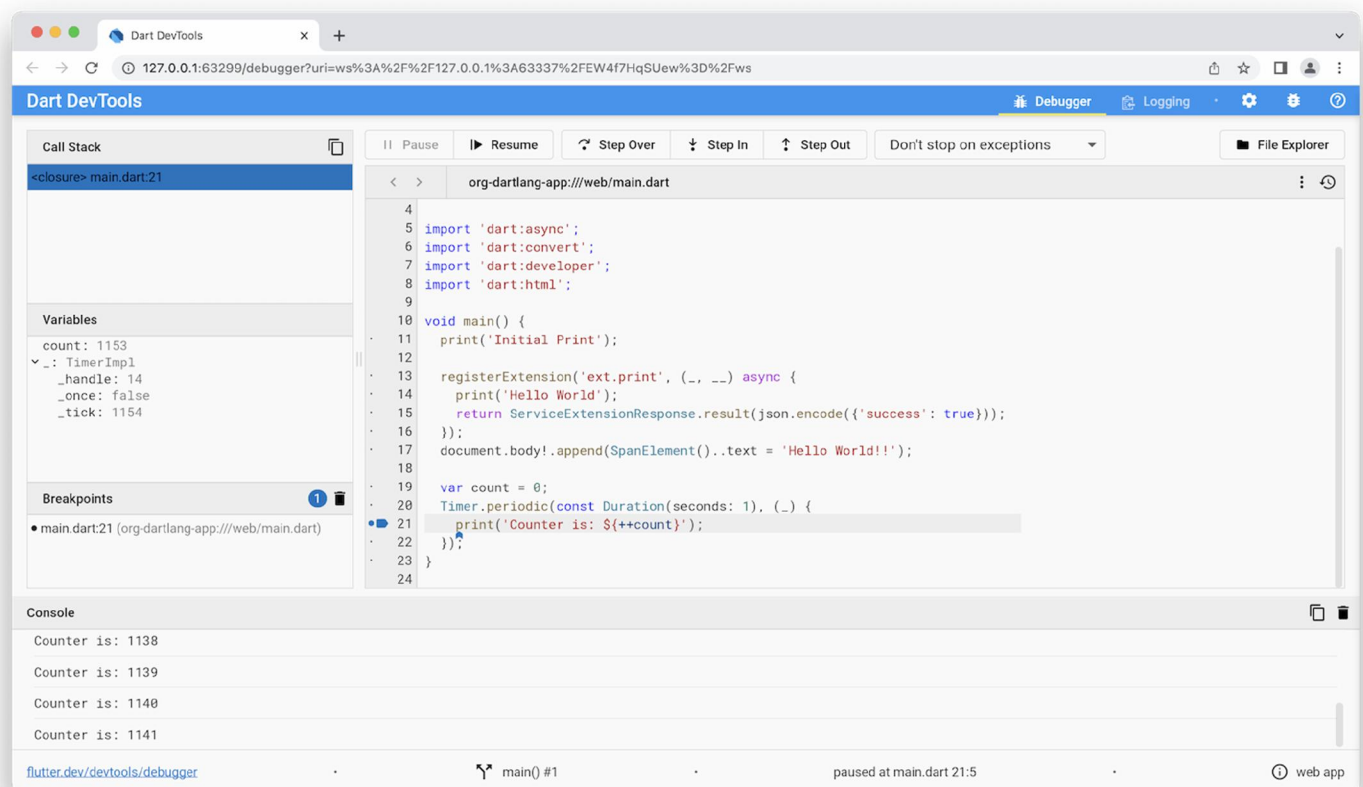 Dart DevTools
127.0.0.1:63299/debugger?uri=ws%3A%2F%2F127.0.0.1%3A63337%2FEW4f7HqSUew%3D%2Fws
Dart DevTools
Debugger
Logging
Call Stack
<closure> main.dart:21
Variables
count: 1153
_: TimerImpl
_handle: 14
_once: false
_tick: 1154
Breakpoints
1
main.dart:21 (org-dartlang-app:///web/main.dart)
Pause
Resume
Step Over
Step In
Step Out
Don't stop on exceptions
File Explorer
org-dartlang-app:///web/main.dart
4
5 import 'dart:async';
6 import 'dart:convert';
7 import 'dart:developer';
8 import 'dart:html';
9
10 void main() {
11   print('Initial Print');
12
13   registerExtension('ext.print', (_, __) async {
14     print('Hello World');
15     return ServiceExtensionResponse.result(json.encode({'success': true}));
16   });
17   document.body!.append(SpanElement()..text = 'Hello World!!');
18
19   var count = 0;
20   Timer.periodic(const Duration(seconds: 1), (_) {
21     print('Counter is: ${++count}');
22   });
23 }
24
Console
Counter is: 1138
Counter is: 1139
Counter is: 1140
Counter is: 1141
flutter.dev/devtools/debugger
main() #1
paused at main.dart 21:5
web app